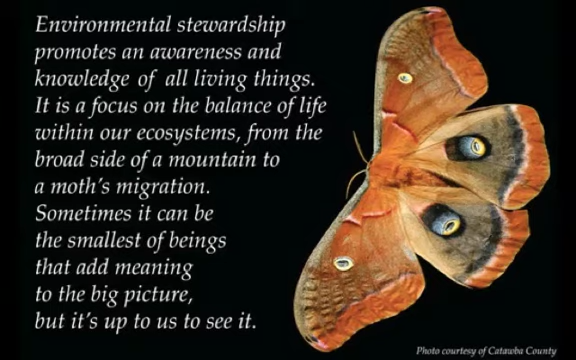 Environmental stewardship
promotes an awareness and
knowledge of all living things.
It is a focus on the balance of life
within our ecosystems, from the
broad side of a mountain to
a moth's migration.
Sometimes it can be
the smallest of beings
that add meaning
to the big picture,
but it's up to us to see it.
Photo courtesy of Catawba County